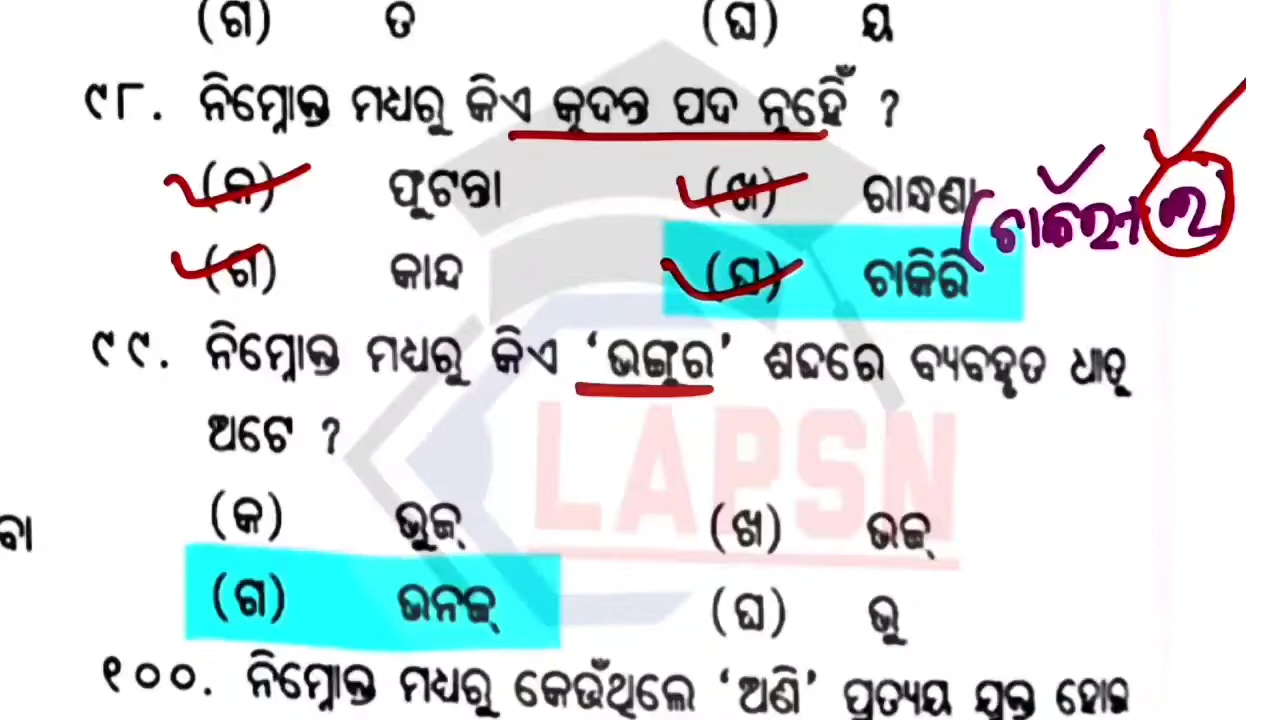 (ଗ) ତ (ଘ) ୟ
୯୮. ନିମ୍ନୋକ୍ତ ମଧ୍ୟରୁ କିଏ କୃଦନ୍ତ ପଦ ନୁହେଁ ?
(କ) ଫୁଟନ୍ତା (ଖ) ରାନ୍ଧଣା
(ଗ) କାନ୍ଦ (ଘ) ଚାକିରି
୯୯. ନିମ୍ନୋକ୍ତ ମଧ୍ୟରୁ କିଏ ‘ଭଙ୍ଗୁର’ ଶବ୍ଦରେ ବ୍ୟବହୃତ ଧାତୁ
ଅଟେ ?
LAPSN
ବା
(କ) ଭୁଜ୍ (ଖ) ଭଜ୍
(ଗ) ଭନଜ୍ (ଘ) ଭୁ
୧୦୦. ନିମ୍ନୋକ୍ତ ମଧ୍ୟରୁ କେଉଁଥିଲେ ‘ଅଣି’ ପ୍ରତ୍ୟୟ ଯୁକ୍ତ ହୋଇ